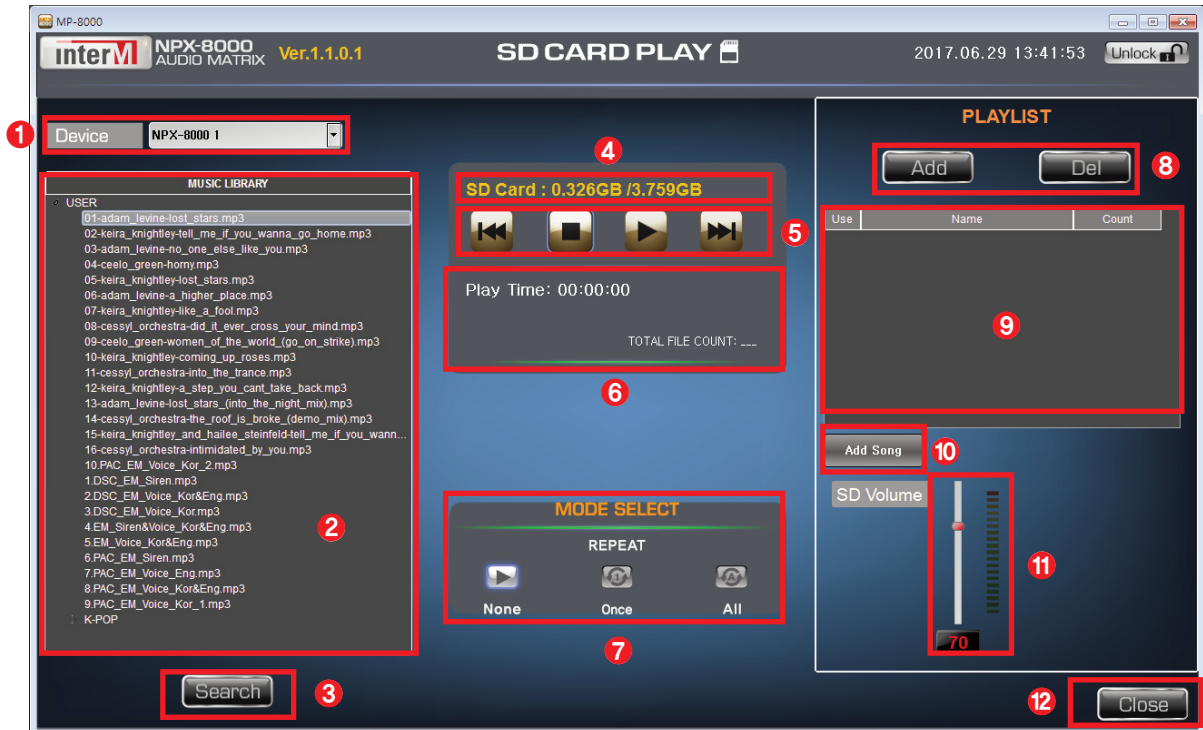 MP-8000
interM NPX-8000 AUDIO MATRIX Ver.1.1.0.1 SD CARD PLAY 2017.06.29 13:41:53 Unlock
1 Device NPX-8000 1
MUSIC LIBRARY
USER
01-adam_levine-lost_stars.mp3
02-keira_knightley-tell_me_if_you_wanna_go_home.mp3
03-adam_levine-no_one_else_like_you.mp3
04-ceelo_green-horny.mp3
05-keira_knightley-lost_stars.mp3
06-adam_levine-a_higher_place.mp3
07-keira_knightley-like_a_fool.mp3
08-cessyl_orchestra-did_it_ever_cross_your_mind.mp3
09-ceelo_green-women_of_the_world_(go_on_strike).mp3
10-keira_knightley-coming_up_roses.mp3
11-cessyl_orchestra-into_the_trance.mp3
12-keira_knightley-a_step_you_cant_take_back.mp3
13-adam_levine-lost_stars_(into_the_night_mix).mp3
14-cessyl_orchestra-the_roof_is_broke_(demo_mix).mp3
15-keira_knightley_and_hailee_steinfeld-tell_me_if_you_wann...
16-cessyl_orchestra-intimidated_by_you.mp3
10.PAC_EM_Voice_Kor_2.mp3
1.DSC_EM_Siren.mp3
2.DSC_EM_Voice_Kor&Eng.mp3
3.DSC_EM_Voice_Kor.mp3
4.EM_Siren&Voice_Kor&Eng.mp3
5.EM_Voice_Kor&Eng.mp3
6.PAC_EM_Siren.mp3
7.PAC_EM_Voice_Eng.mp3
8.PAC_EM_Voice_Kor&Eng.mp3
9.PAC_EM_Voice_Kor_1.mp3
K-POP
2
Search 3
4
SD Card : 0.326GB /3.759GB
5
Play Time: 00:00:00
TOTAL FILE COUNT: ___
6
MODE SELECT
REPEAT
1 A
None Once All
7
PLAYLIST
Add Del 8
Use Name Count
9
Add Song 10
SD Volume
11
70
12 Close